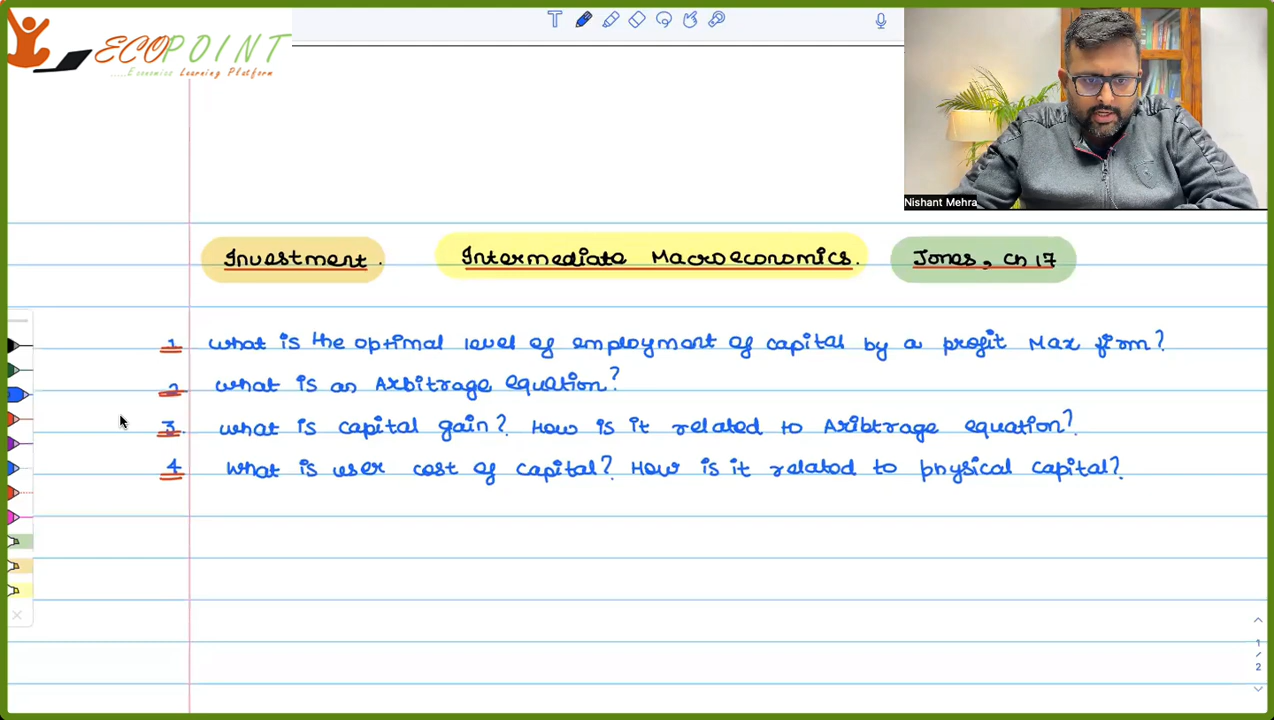 ECOPOINT
.....Economics Learning Platform
T
Nishant Mehra
Investment. Intermediate Macroeconomics. Jones, Ch 17
1 What is the optimal level of employment of capital by a profit Max firm?
2. What is an Arbitrage equation?
3. What is capital gain? How is it related to Aribtrage equation?
4 What is user cost of capital? How is it related to physical capital?
1
/
2